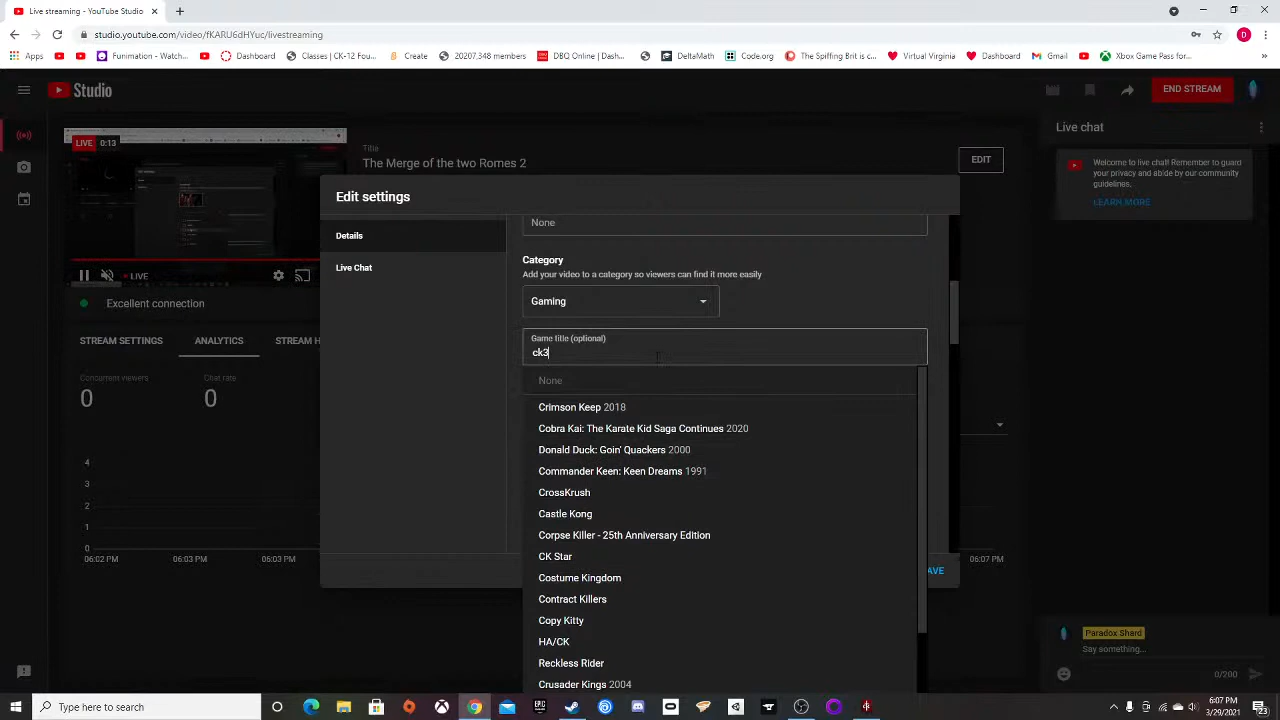 Live streaming - YouTube Studio
studio.youtube.com/video/fKARU6dHYuc/livestreaming
D
Apps
Funimation - Watch...
Dashboard
CK-12 Fou...
Create
20207,348 members
DBQ Online | Dash...
DeltaMath
Code.org
The Spiffing Brit is c...
Virtual Virginia
Dashboard
Gmail
Xbox Game Pass for...
Studio
END STREAM
LIVE 0:13
Title
The Merge of the two Romes 2
EDIT
Live chat
Welcome to live chat! Remember to guard
your privacy and abide by our community
guidelines.
LEARN MORE
LIVE
Excellent connection
STREAM SETTINGS
ANALYTICS
STREAM H
Concurrent viewers
Chat rate
0
0
4
3
2
1
0
06:02 PM
06:03 PM
06:03 PM
06:07 PM
Edit settings
Details
Live Chat
None
Category
Add your video to a category so viewers can find it more easily
Gaming
Game title (optional)
ck3
None
Crimson Keep 2018
Cobra Kai: The Karate Kid Saga Continues 2020
Donald Duck: Goin' Quackers 2000
Commander Keen: Keen Dreams 1991
CrossKrush
Castle Kong
Corpse Killer - 25th Anniversary Edition
CK Star
Costume Kingdom
Contract Killers
Copy Kitty
HA/CK
Reckless Rider
Crusader Kings 2004
AVE
Paradox Shard
Say something...
0/200
Type here to search
6:07 PM
3/29/2021